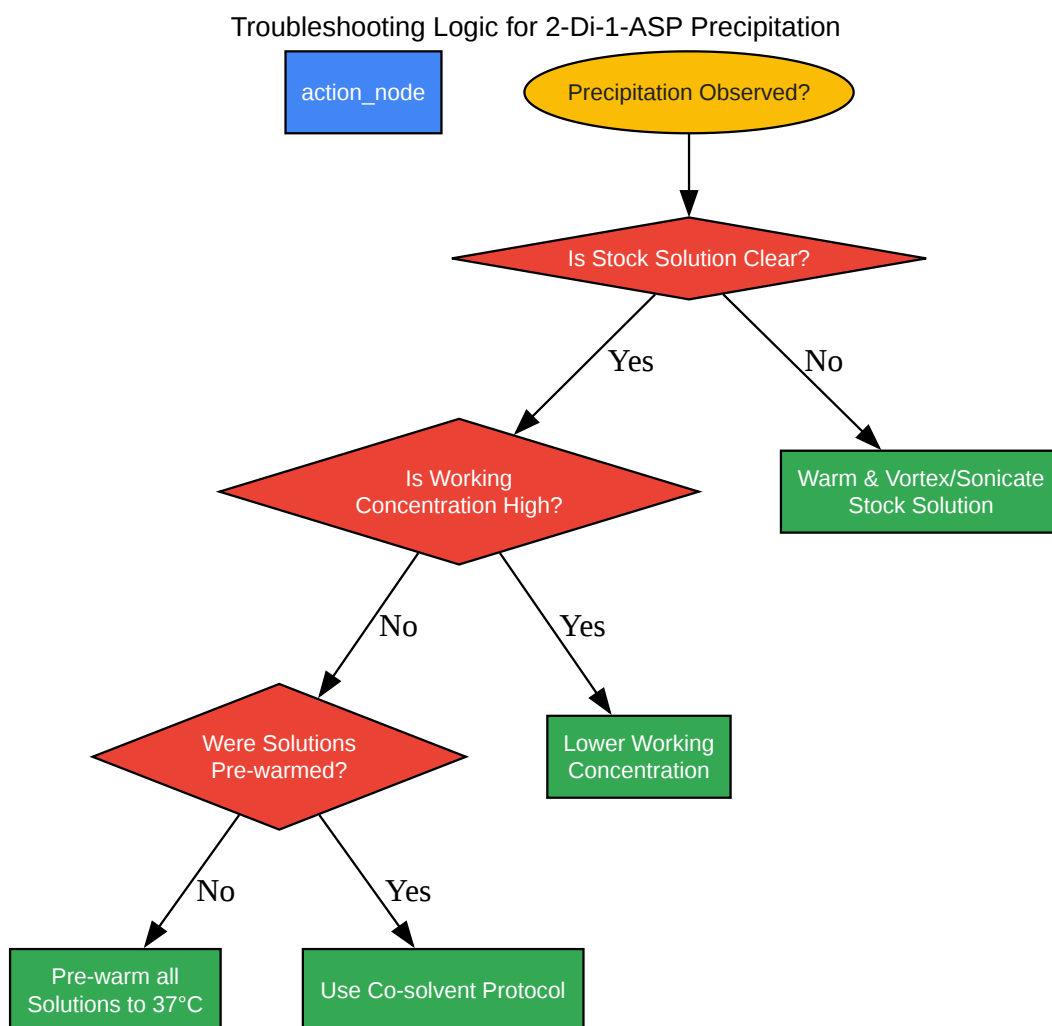 Troubleshooting Logic for 2-Di-1-ASP Precipitation
action_node
Precipitation Observed?
Is Stock Solution Clear?
Yes
No
Is Working
Concentration High?
Warm & Vortex/Sonicate
Stock Solution
No
Yes
Were Solutions
Pre-warmed?
Lower Working
Concentration
No
Yes
Pre-warm all
Solutions to 37°C
Use Co-solvent Protocol